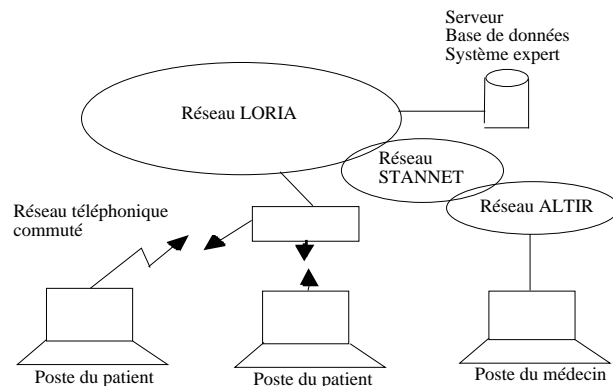 Serveur
Base de données
Système expert
Réseau LORIA
Réseau
STANNET
Réseau ALTIR
Réseau téléphonique
commuté
Poste du patient
Poste du patient
Poste du médecin